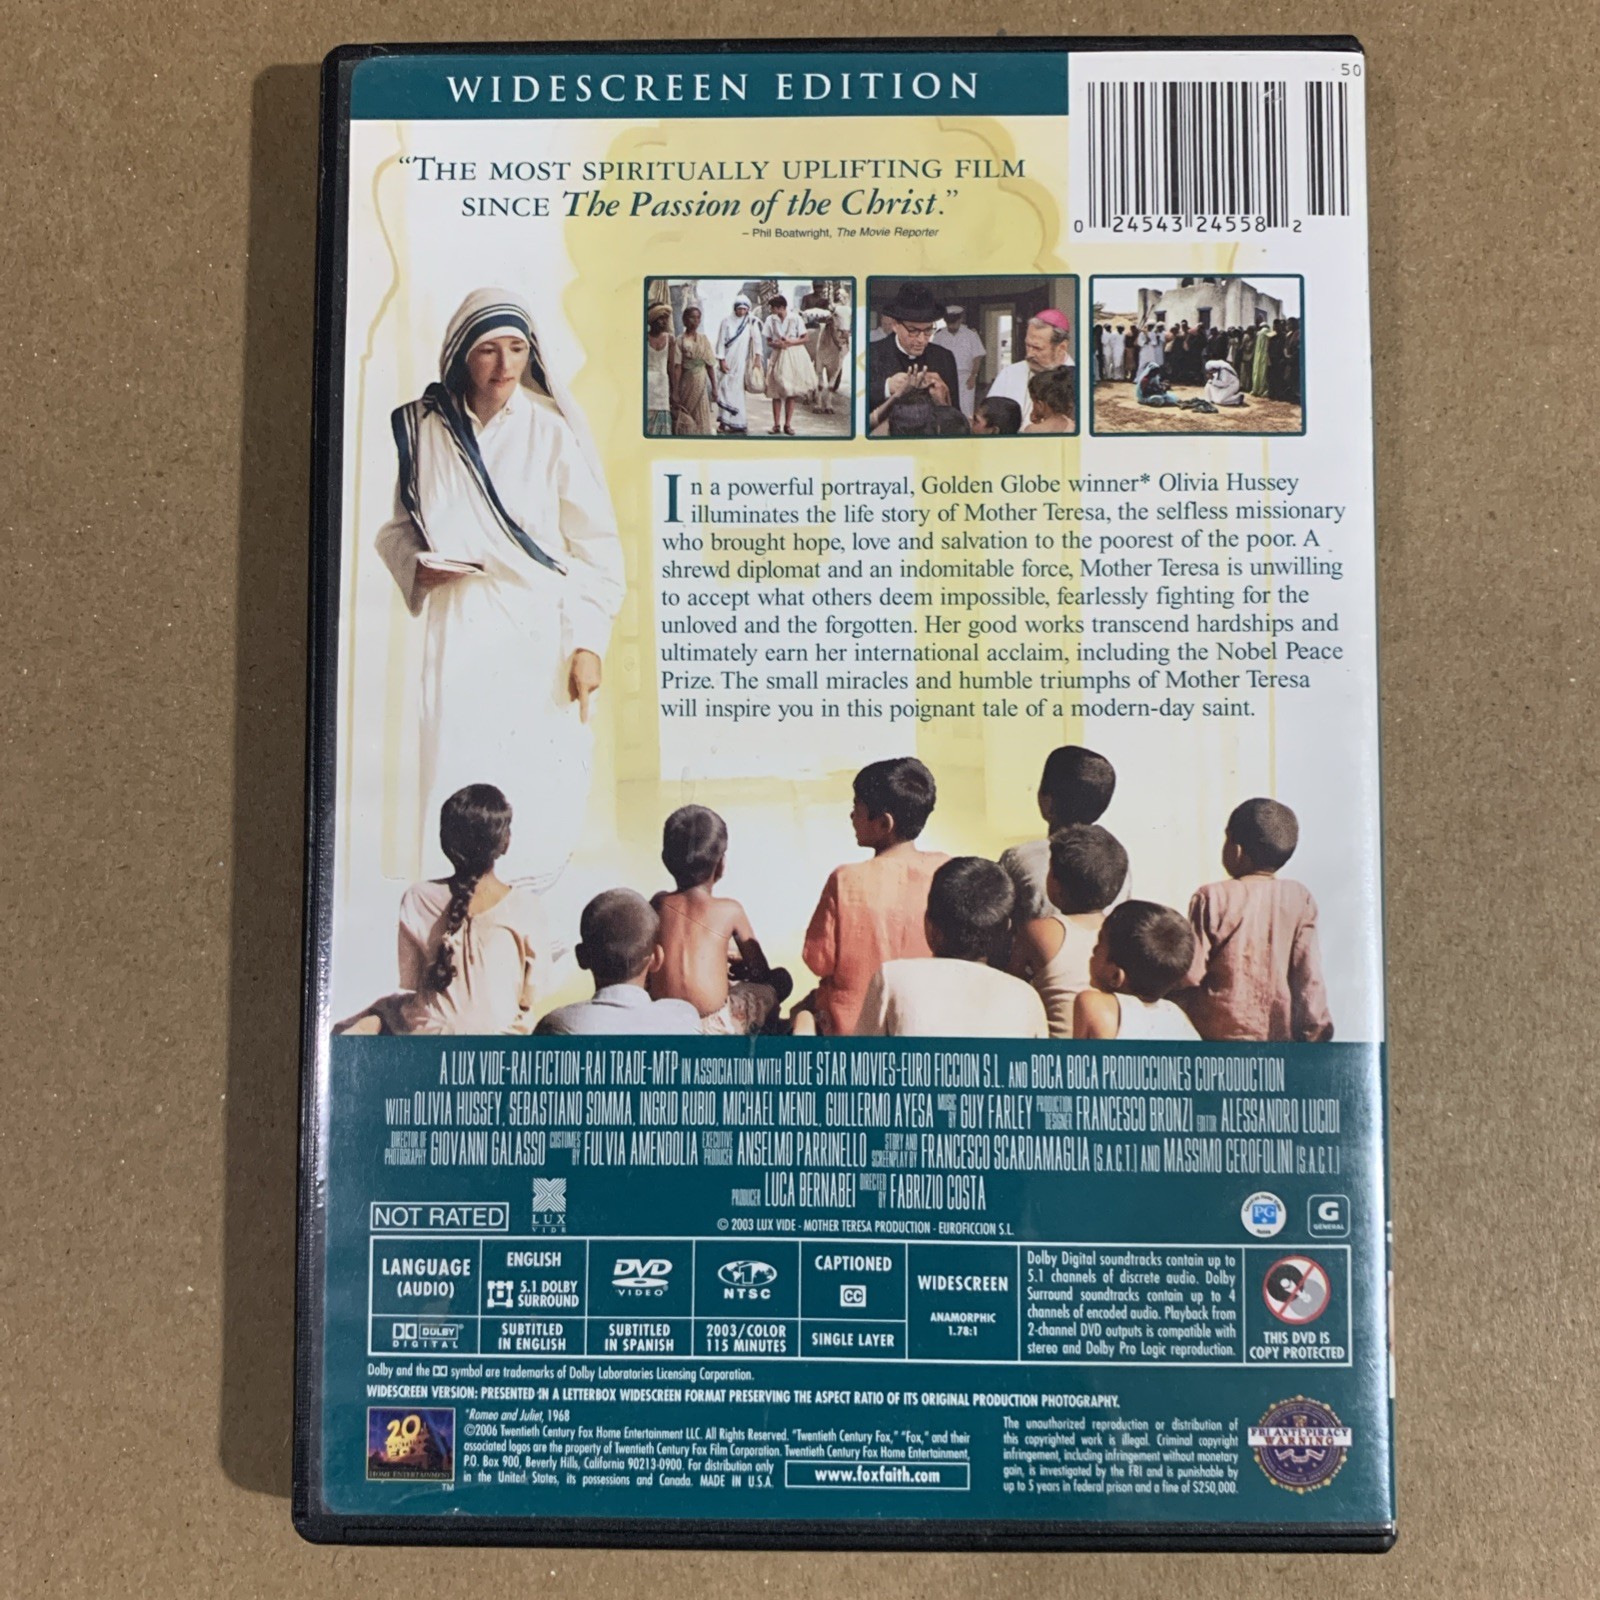 WIDESCREEN EDITION
50
0 24543 24558 2
“THE MOST SPIRITUALLY UPLIFTING FILM
SINCE The Passion of the Christ.”
– Phil Boatwright, The Movie Reporter
In a powerful portrayal, Golden Globe winner* Olivia Hussey
illuminates the life story of Mother Teresa, the selfless missionary
who brought hope, love and salvation to the poorest of the poor. A
shrewd diplomat and an indomitable force, Mother Teresa is unwilling
to accept what others deem impossible, fearlessly fighting for the
unloved and the forgotten. Her good works transcend hardships and
ultimately earn her international acclaim, including the Nobel Peace
Prize. The small miracles and humble triumphs of Mother Teresa
will inspire you in this poignant tale of a modern-day saint.
A LUX VIDE-RAI FICTION-RAI TRADE-MTP IN ASSOCIATION WITH BLUE STAR MOVIES-EURO FICCION S.L. AND BOCA BOCA PRODUCCIONES COPRODUCTION
WITH OLIVIA HUSSEY, SEBASTIANO SOMMA, INGRID RUBIO, MICHAEL MENDL, GUILLERMO AYESA MUSIC BY GUY FARLEY PRODUCTION DESIGNER FRANCESCO BRONZI EDITOR ALESSANDRO LUCIDI
DIRECTOR OF PHOTOGRAPHY GIOVANNI GALASSO COSTUMES BY FULVIA AMENDOLIA EXECUTIVE PRODUCER ANSELMO PARRINELLO STORY AND SCREENPLAY BY FRANCESCO SCARDAMAGLIA (S.A.C.T.) AND MASSIMO CEROFOLINI (S.A.C.T.)
PRODUCER LUCA BERNABEI DIRECTED BY FABRIZIO COSTA
NOT RATED
LUX
VIDE
© 2003 LUX VIDE - MOTHER TERESA PRODUCTION - EUROFICCION S.L.
PG
G
GENERAL
LANGUAGE
(AUDIO)
ENGLISH
5.1 DOLBY
SURROUND
DVD
VIDEO
NTSC
CAPTIONED
CC
WIDESCREEN
ANAMORPHIC
1.78:1
DOLBY
DIGITAL
SUBTITLED
IN ENGLISH
SUBTITLED
IN SPANISH
2003/COLOR
115 MINUTES
SINGLE LAYER
Dolby Digital soundtracks contain up to
5.1 channels of discrete audio. Dolby
Surround soundtracks contain up to 4
channels of encoded audio. Playback from
2-channel DVD outputs is compatible with
stereo and Dolby Pro Logic reproduction.
THIS DVD IS
COPY PROTECTED
Dolby and the DD symbol are trademarks of Dolby Laboratories Licensing Corporation.
WIDESCREEN VERSION: PRESENTED IN A LETTERBOX WIDESCREEN FORMAT PRESERVING THE ASPECT RATIO OF ITS ORIGINAL PRODUCTION PHOTOGRAPHY.
20
HOME ENTERTAINMENT
TM
*Romeo and Juliet, 1968
©2006 Twentieth Century Fox Home Entertainment LLC. All Rights Reserved. "Twentieth Century Fox," "Fox," and their
associated logos are the property of Twentieth Century Fox Film Corporation. Twentieth Century Fox Home Entertainment,
P.O. Box 900, Beverly Hills, California 90213-0900. For distribution only
in the United States, its possessions and Canada. MADE IN U.S.A.
www.foxfaith.com
The unauthorized reproduction or distribution of
this copyrighted work is illegal. Criminal copyright
infringement, including infringement without monetary
gain, is investigated by the FBI and is punishable by
up to 5 years in federal prison and a fine of $250,000.
FBI ANTI-PIRACY
WARNING